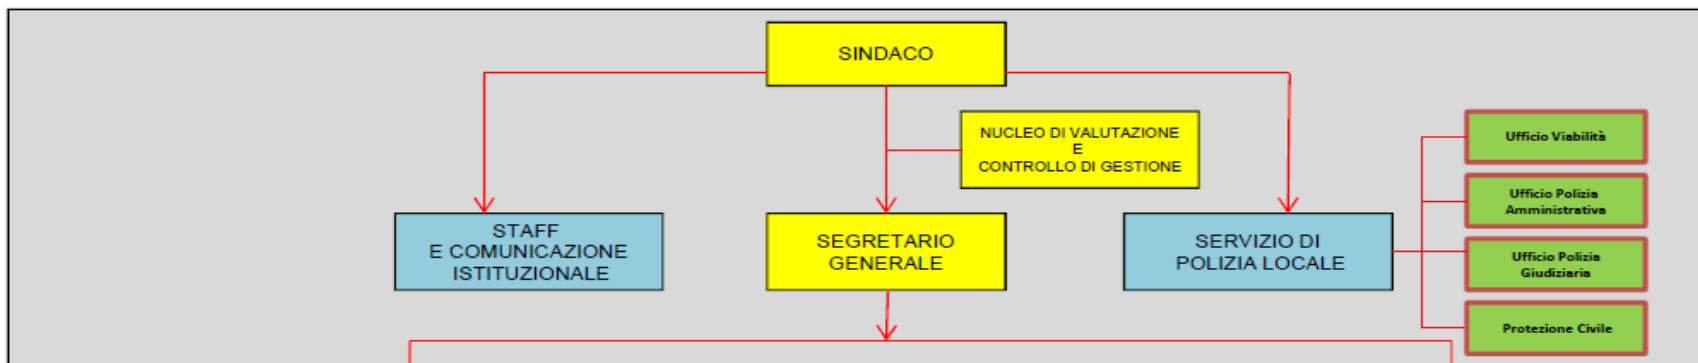 SINDACO
NUCLEO DI VALUTAZIONE
E
CONTROLLO DI GESTIONE
STAFF
E COMUNICAZIONE
ISTITUZIONALE
SEGRETARIO
GENERALE
SERVIZIO DI
POLIZIA LOCALE
Ufficio Viabilità
Ufficio Polizia
Amministrativa
Ufficio Polizia
Giudiziaria
Protezione Civile